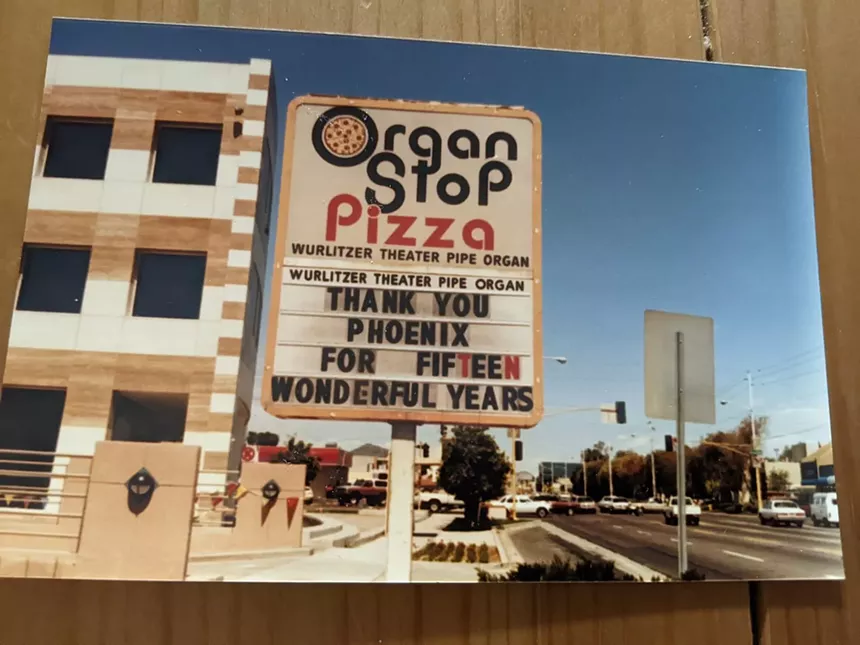 Organ
Stop
Pizza
WURLITZER THEATER PIPE ORGAN
WURLITZER THEATER PIPE ORGAN
THANK YOU
PHOENIX
FOR FIFTEEN
WONDERFUL YEARS